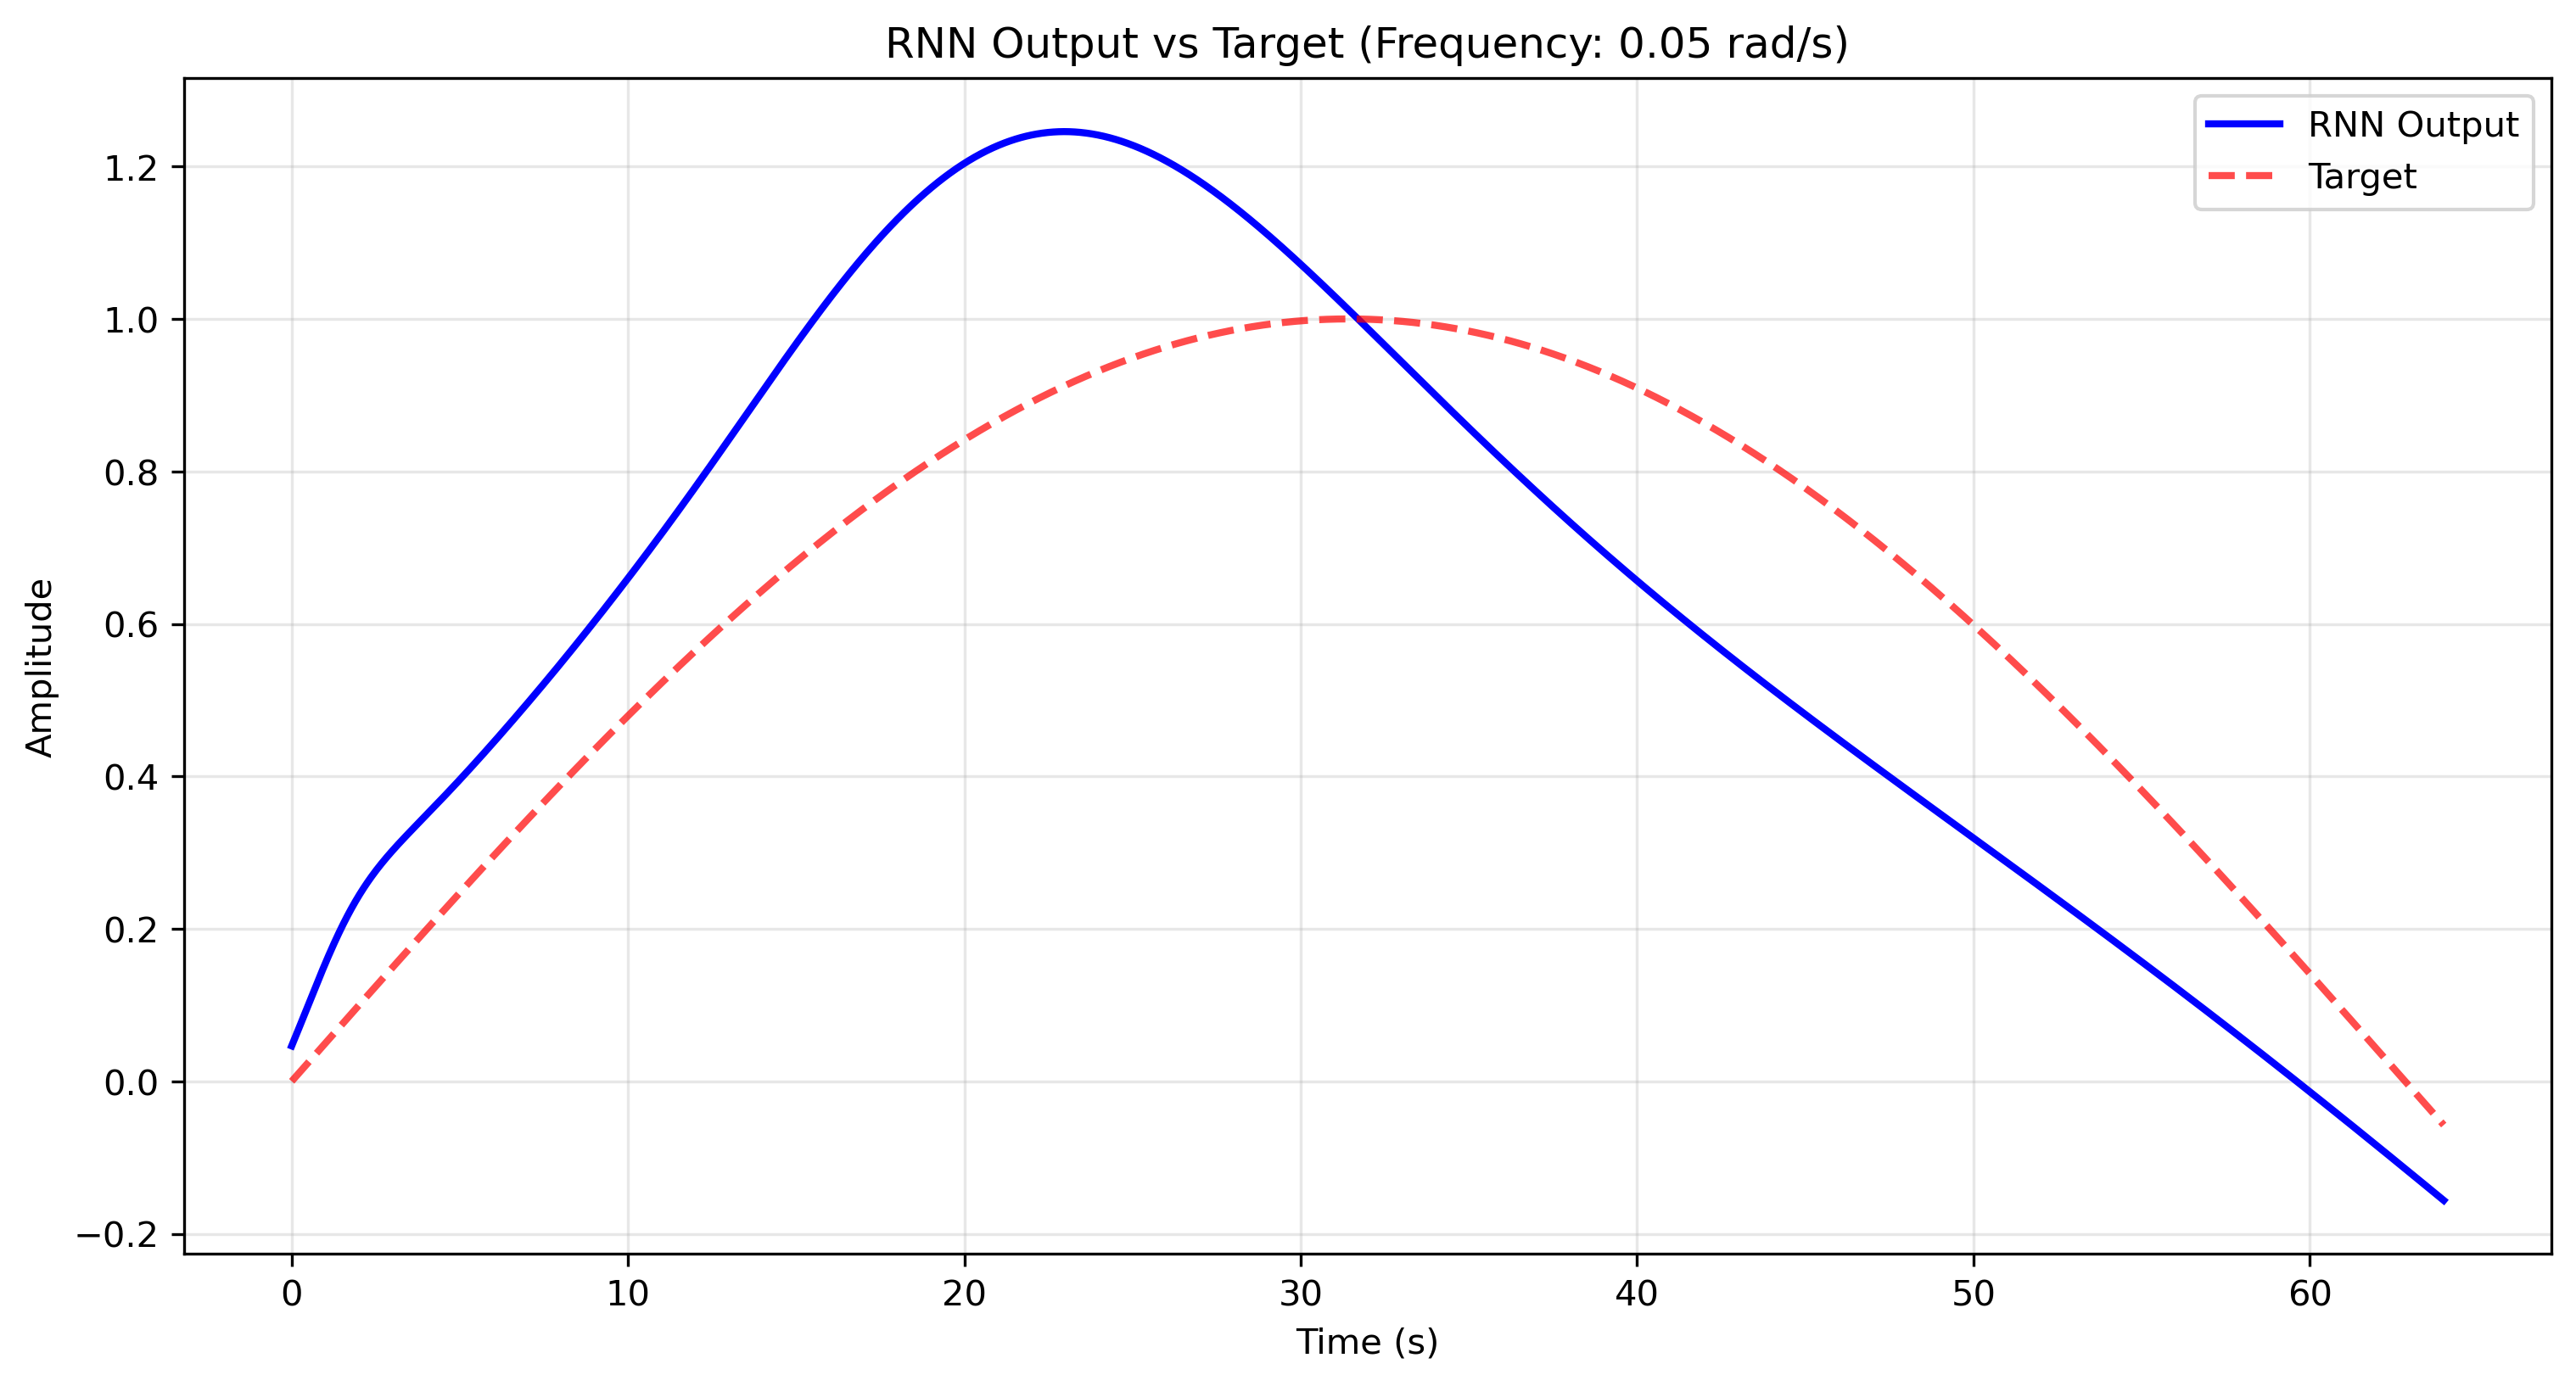 RNN Output vs Target (Frequency: 0.05 rad/s)
RNN Output
Target
Amplitude
1.2
1.0
0.8
0.6
0.4
0.2
0.0
−0.2
0 10 20 30 40 50 60
Time (s)